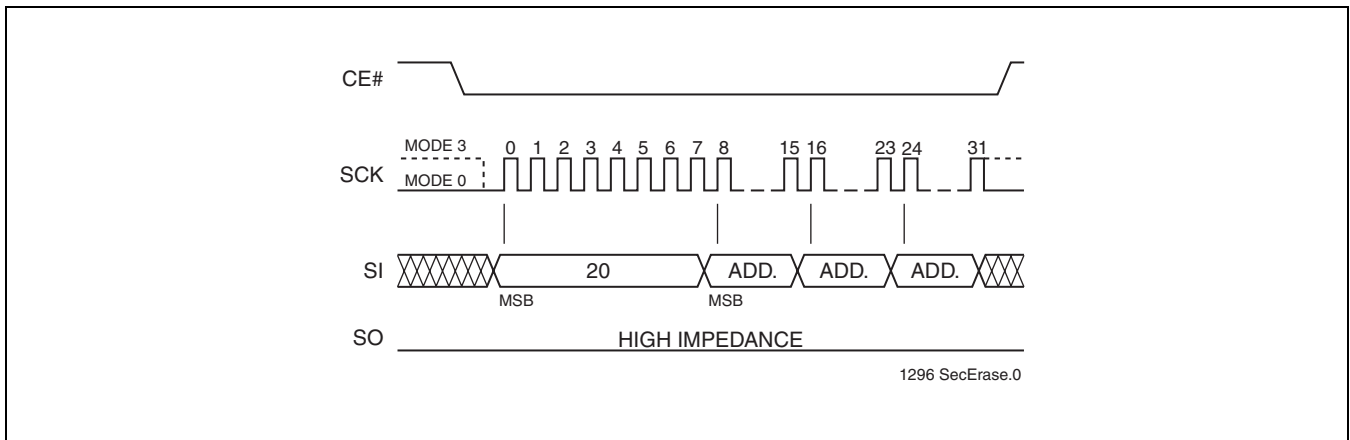 CE#
MODE 3
0 1 2 3 4 5 6 7 8 15 16 23 24 31
SCK
MODE 0
SI
20 ADD. ADD. ADD.
MSB MSB
SO
HIGH IMPEDANCE
1296 SecErase.0